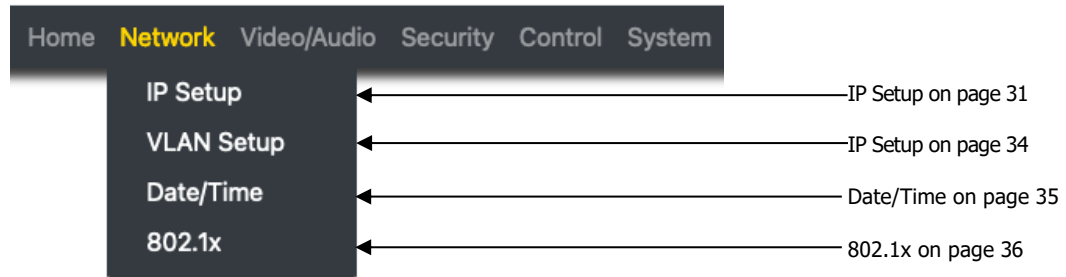 Home Network Video/Audio Security Control System
IP Setup IP Setup on page 31
VLAN Setup IP Setup on page 34
Date/Time Date/Time on page 35
802.1x 802.1x on page 36